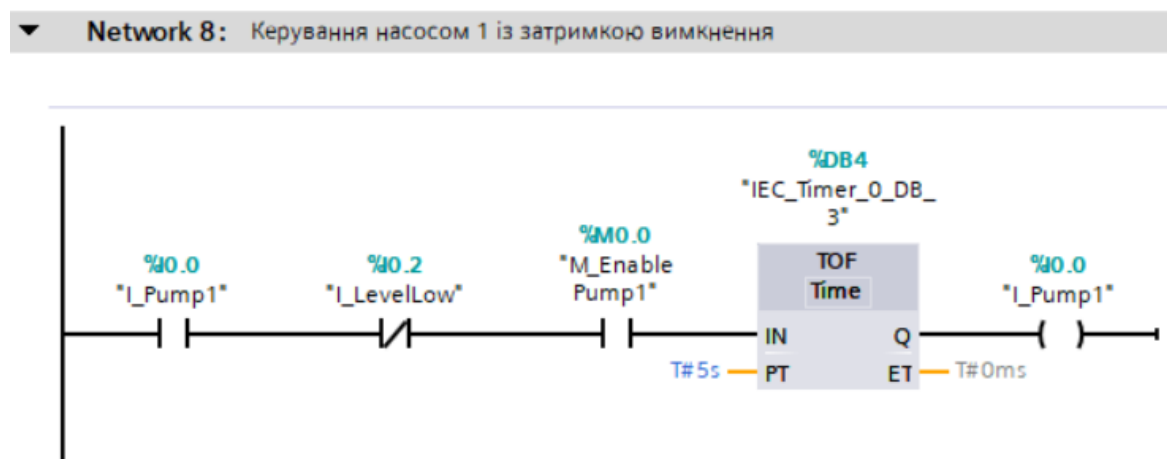 Network 8: Керування насосом 1 із затримкою вимкнення
%DB4
"IEC_Timer_0_DB_
3"
%I0.0
"I_Pump1"
%I0.2
"I_LevelLow"
%M0.0
"M_Enable
Pump1"
TOF
Time
%I0.0
"I_Pump1"
IN
Q
T#5s
PT
ET
T#0ms